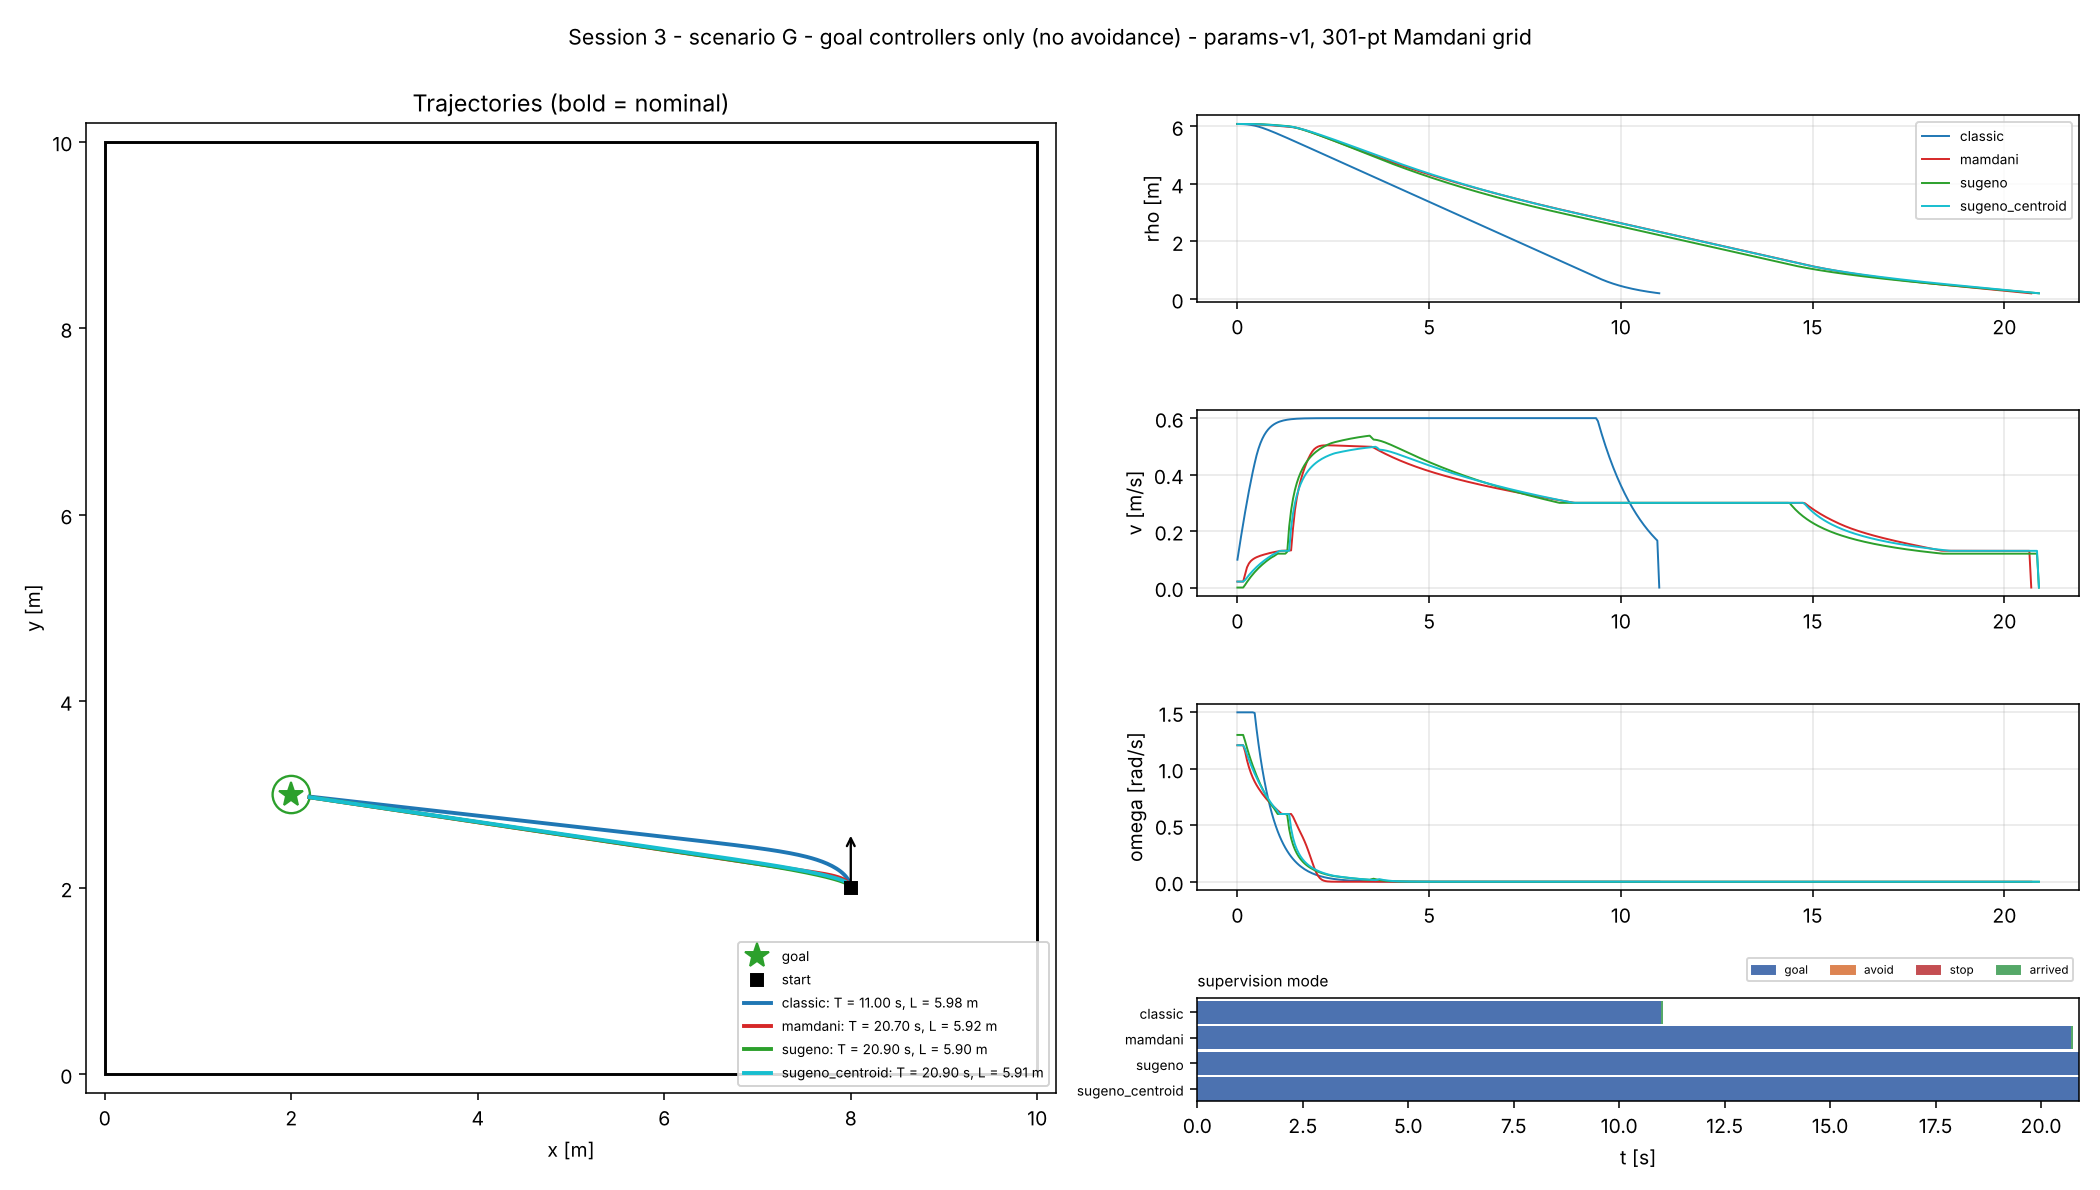 Session 3 - scenario G - goal controllers only (no avoidance) - params-v1, 301-pt Mamdani grid
Trajectories (bold = nominal)
10
8
6
4
2
0
y [m]
0
2
4
6
8
10
x [m]
goal
start
classic: T = 11.00 s, L = 5.98 m
mamdani: T = 20.70 s, L = 5.92 m
sugeno: T = 20.90 s, L = 5.90 m
sugeno_centroid: T = 20.90 s, L = 5.91 m
6
4
2
0
rho [m]
classic
mamdani
sugeno
sugeno_centroid
0
5
10
15
20
0.6
0.4
0.2
0.0
v [m/s]
0
5
10
15
20
1.5
1.0
0.5
0.0
omega [rad/s]
0
5
10
15
20
supervision mode
goal
avoid
stop
arrived
classic
mamdani
sugeno
sugeno_centroid
0.0
2.5
5.0
7.5
10.0
12.5
15.0
17.5
20.0
t [s]